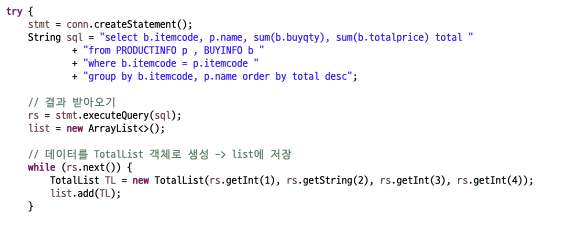 try {
stmt = conn.createStatement();
String sql = "select b.itemcode, p.name, sum(b.buyqty), sum(b.totalprice) total "
+ "from PRODUCTINFO p , BUYINFO b "
+ "where b.itemcode = p.itemcode "
+ "group by b.itemcode, p.name order by total desc";
// 결과 받아오기
rs = stmt.executeQuery(sql);
list = new ArrayList<>();
// 데이터를 TotalList 객체로 생성 -> list에 저장
while (rs.next()) {
TotalList TL = new TotalList(rs.getInt(1), rs.getString(2), rs.getInt(3), rs.getInt(4));
list.add(TL);
}